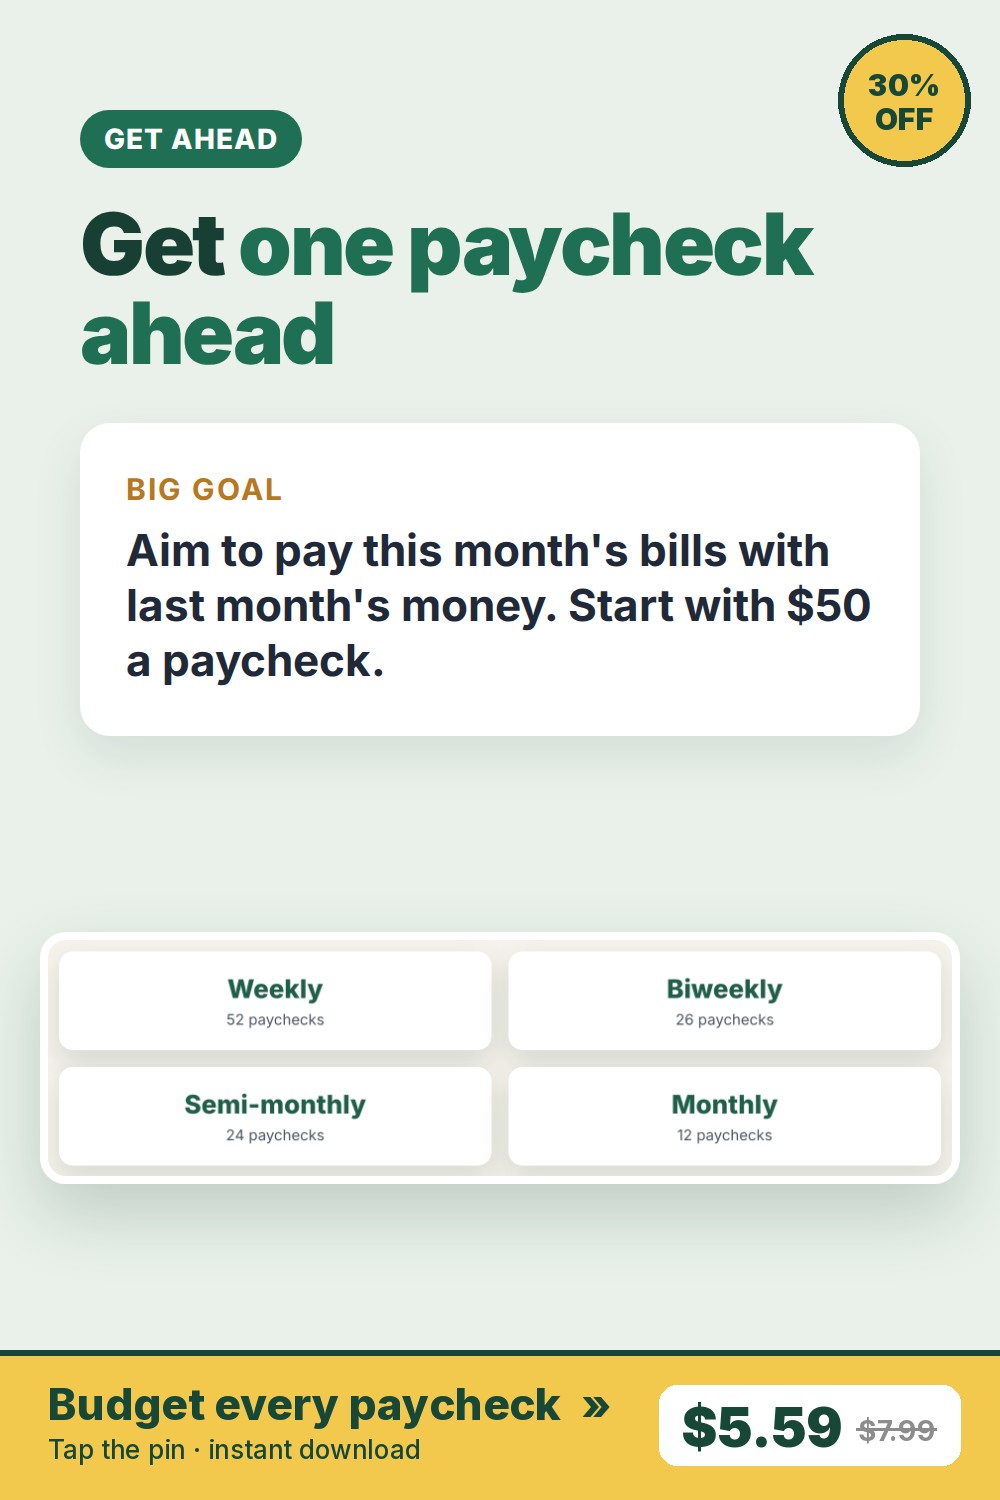 30%
OFF
GET AHEAD
Get one paycheck
ahead
BIG GOAL
Aim to pay this month's bills with
last month's money. Start with $50
a paycheck.
Weekly
52 paychecks
Biweekly
26 paychecks
Semi-monthly
24 paychecks
Monthly
12 paychecks
Budget every paycheck »
Tap the pin · instant download
$5.59 $7.99